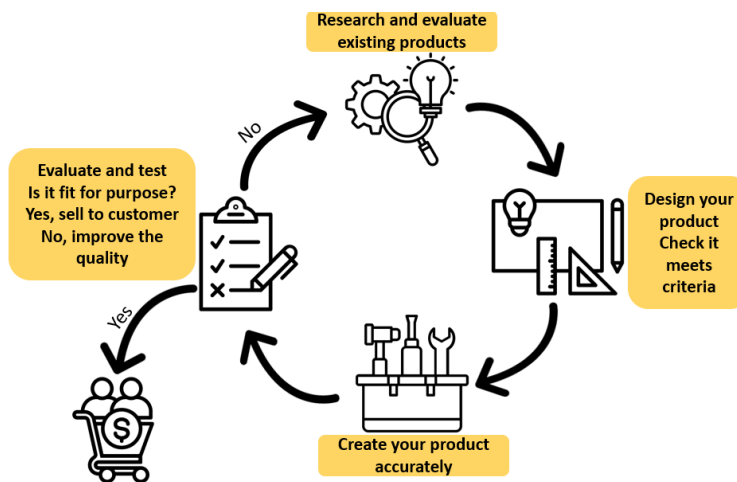 Research and evaluate
existing products
No
Evaluate and test
Is it fit for purpose?
Yes, sell to customer
No, improve the
quality
Design your
product
Check it
meets
criteria
Yes
$
Create your product
accurately